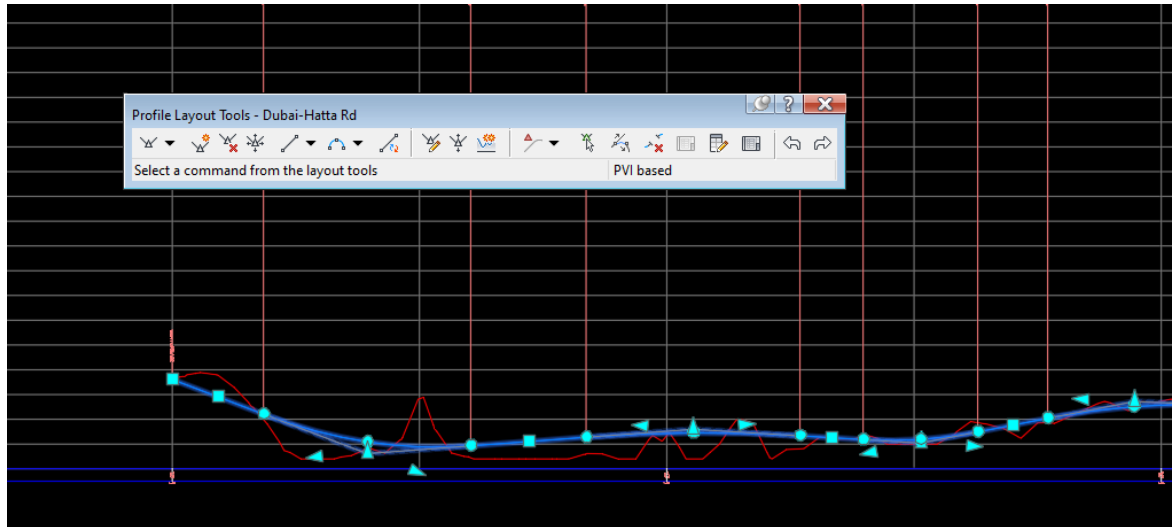 Profile Layout Tools - Dubai-Hatta Rd
Select a command from the layout tools
PVI based